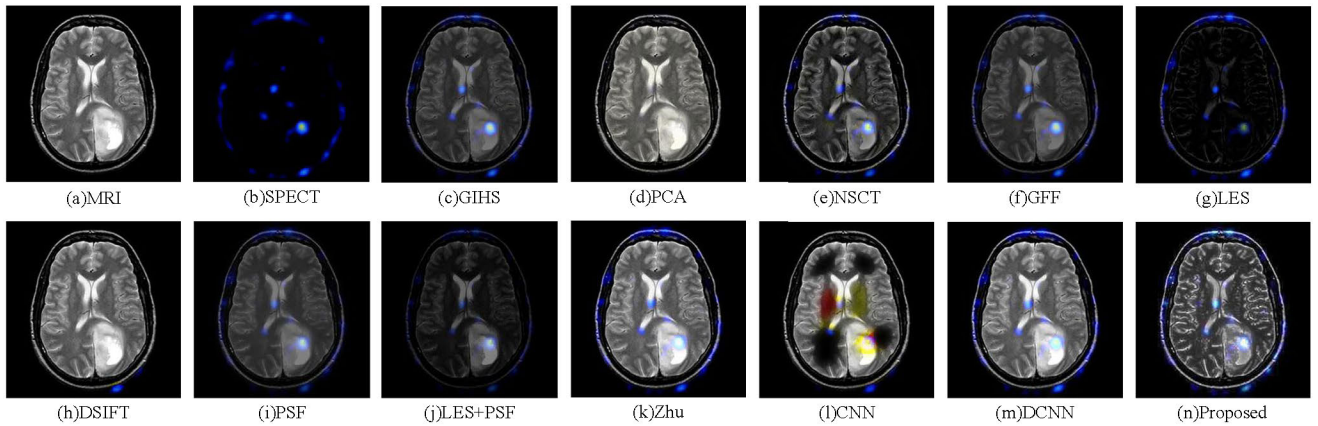 (a)MRI (b)SPECT (c)GIHS (d)PCA (e)NSCT (f)GFF (g)LES
(h)DSIFT (i)PSF (j)LES+PSF (k)Zhu (l)CNN (m)DCNN (n)Proposed